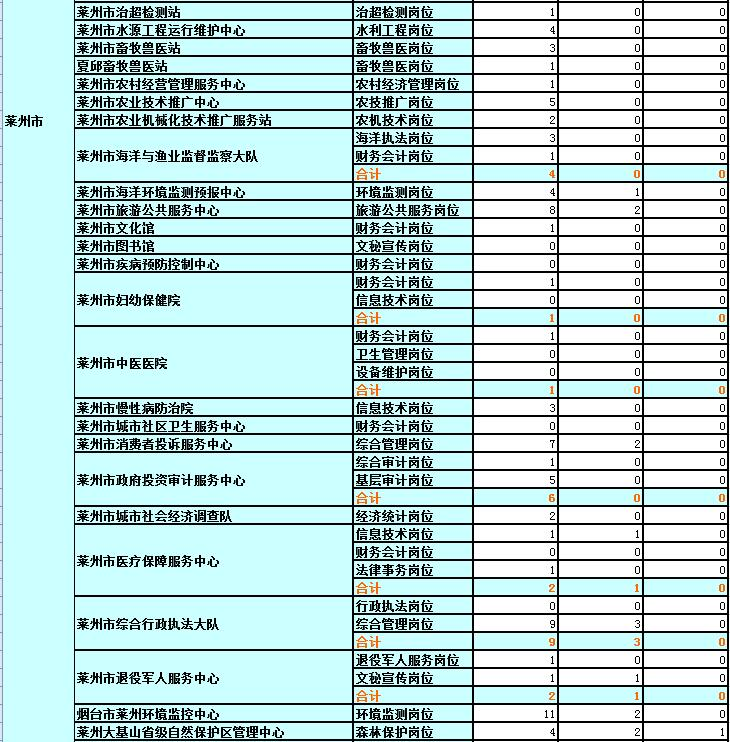 莱州市治超检测站 治超检测岗位 1 0 0
莱州市水源工程运行维护中心 水利工程岗位 4 0 0
莱州市畜牧兽医站 畜牧兽医岗位 3 0 0
夏邱畜牧兽医站 畜牧兽医岗位 1 0 0
莱州市农村经营管理服务中心 农村经济管理岗位 1 0 0
莱州市农业技术推广中心 农技推广岗位 5 0 0
莱州市 莱州市农业机械化技术推广服务站 农机技术岗位 2 0 0
海洋执法岗位 3 0 0
莱州市海洋与渔业监督监察大队 财务会计岗位 1 0 0
合计 4 0 0
莱州市海洋环境监测预报中心 环境监测岗位 4 1 0
莱州市旅游公共服务中心 旅游公共服务岗位 8 2 0
莱州市文化馆 财务会计岗位 1 0 0
莱州市图书馆 文秘宣传岗位 0 0 0
莱州市疾病预防控制中心 财务会计岗位 0 0 0
财务会计岗位 1 0 0
莱州市妇幼保健院 信息技术岗位 0 0 0
合计 1 0 0
财务会计岗位 1 0 0
莱州市中医医院 卫生管理岗位 0 0 0
设备维护岗位 0 0 0
合计 1 0 0
莱州市慢性病防治院 信息技术岗位 3 0 0
莱州市城市社区卫生服务中心 财务会计岗位 0 0 0
莱州市消费者投诉服务中心 综合管理岗位 7 2 0
综合审计岗位 1 0 0
莱州市政府投资审计服务中心 基层审计岗位 5 0 0
合计 6 0 0
莱州市城市社会经济调查队 经济统计岗位 2 0 0
信息技术岗位 1 1 0
莱州市医疗保障服务中心 财务会计岗位 0 0 0
法律事务岗位 1 0 0
合计 2 1 0
行政执法岗位 0 0 0
莱州市综合行政执法大队 综合管理岗位 9 3 0
合计 9 3 0
退役军人服务岗位 1 0 0
莱州市退役军人服务中心 文秘宣传岗位 1 1 0
合计 2 1 0
烟台市莱州环境监控中心 环境监测岗位 11 2 0
莱州大基山省级自然保护区管理中心 森林保护岗位 4 2 1